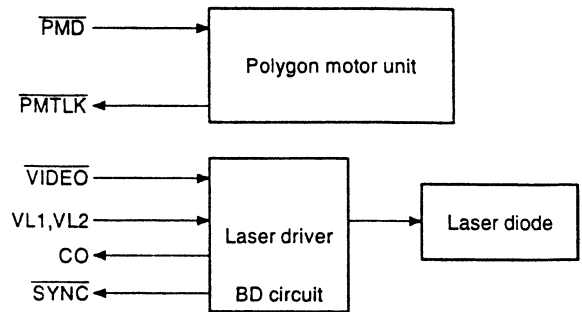 PMD
Polygon motor unit
PMTLK
VIDEO
VL1,VL2
Laser driver
Laser diode
CO
SYNC
BD circuit